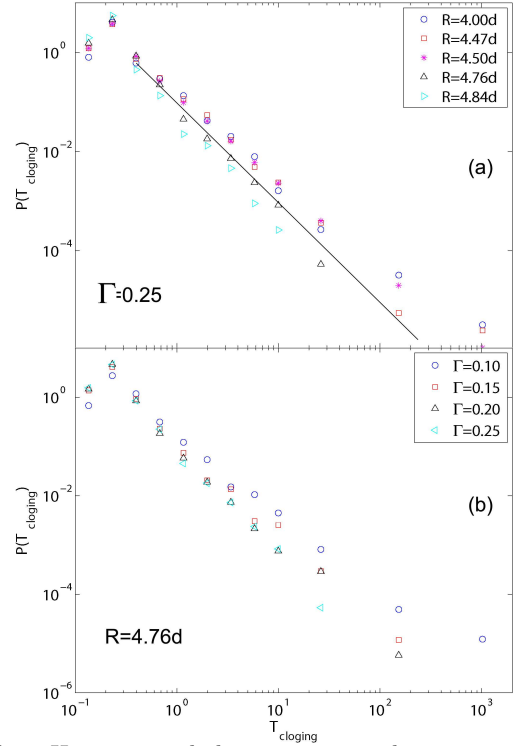 10^0
10^-2
10^-4
P(T_cloging)
R=4.00d
R=4.47d
R=4.50d
R=4.76d
R=4.84d
(a)
Γ=0.25
10^0
10^-2
10^-4
10^-6
P(T_cloging)
Γ=0.10
Γ=0.15
Γ=0.20
Γ=0.25
(b)
R=4.76d
10^-1
10^0
10^1
10^2
10^3
T_cloging